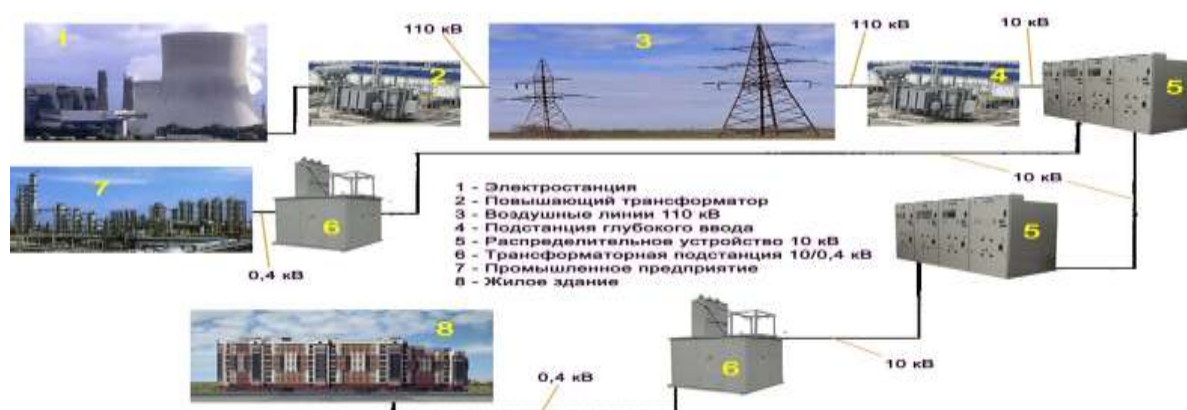 1
110 кВ
2
3
110 кВ
4
10 кВ
5
10 кВ
7
0,4 кВ
6
1 - Электростанция
2 - Повышающий трансформатор
3 - Воздушные линии 110 кВ
4 - Подстанция глубокого ввода
5 - Распределительное устройство 10 кВ
6 - Трансформаторная подстанция 10/0,4 кВ
7 - Промышленное предприятие
8 - Жилое здание
5
8
0,4 кВ
6
10 кВ